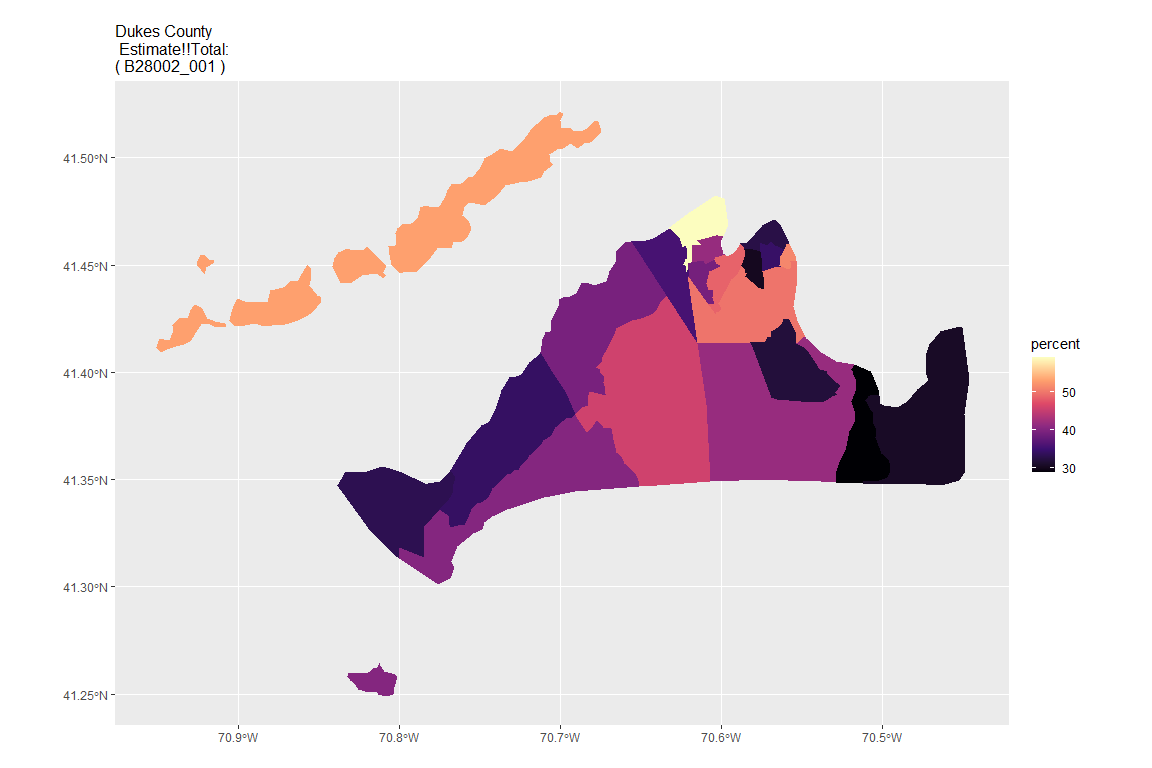 Dukes County
Estimate!!Total:
( B28002_001 )
41.50°N
41.45°N
41.40°N
41.35°N
41.30°N
41.25°N
70.9°W 70.8°W 70.7°W 70.6°W 70.5°W
percent
50
40
30